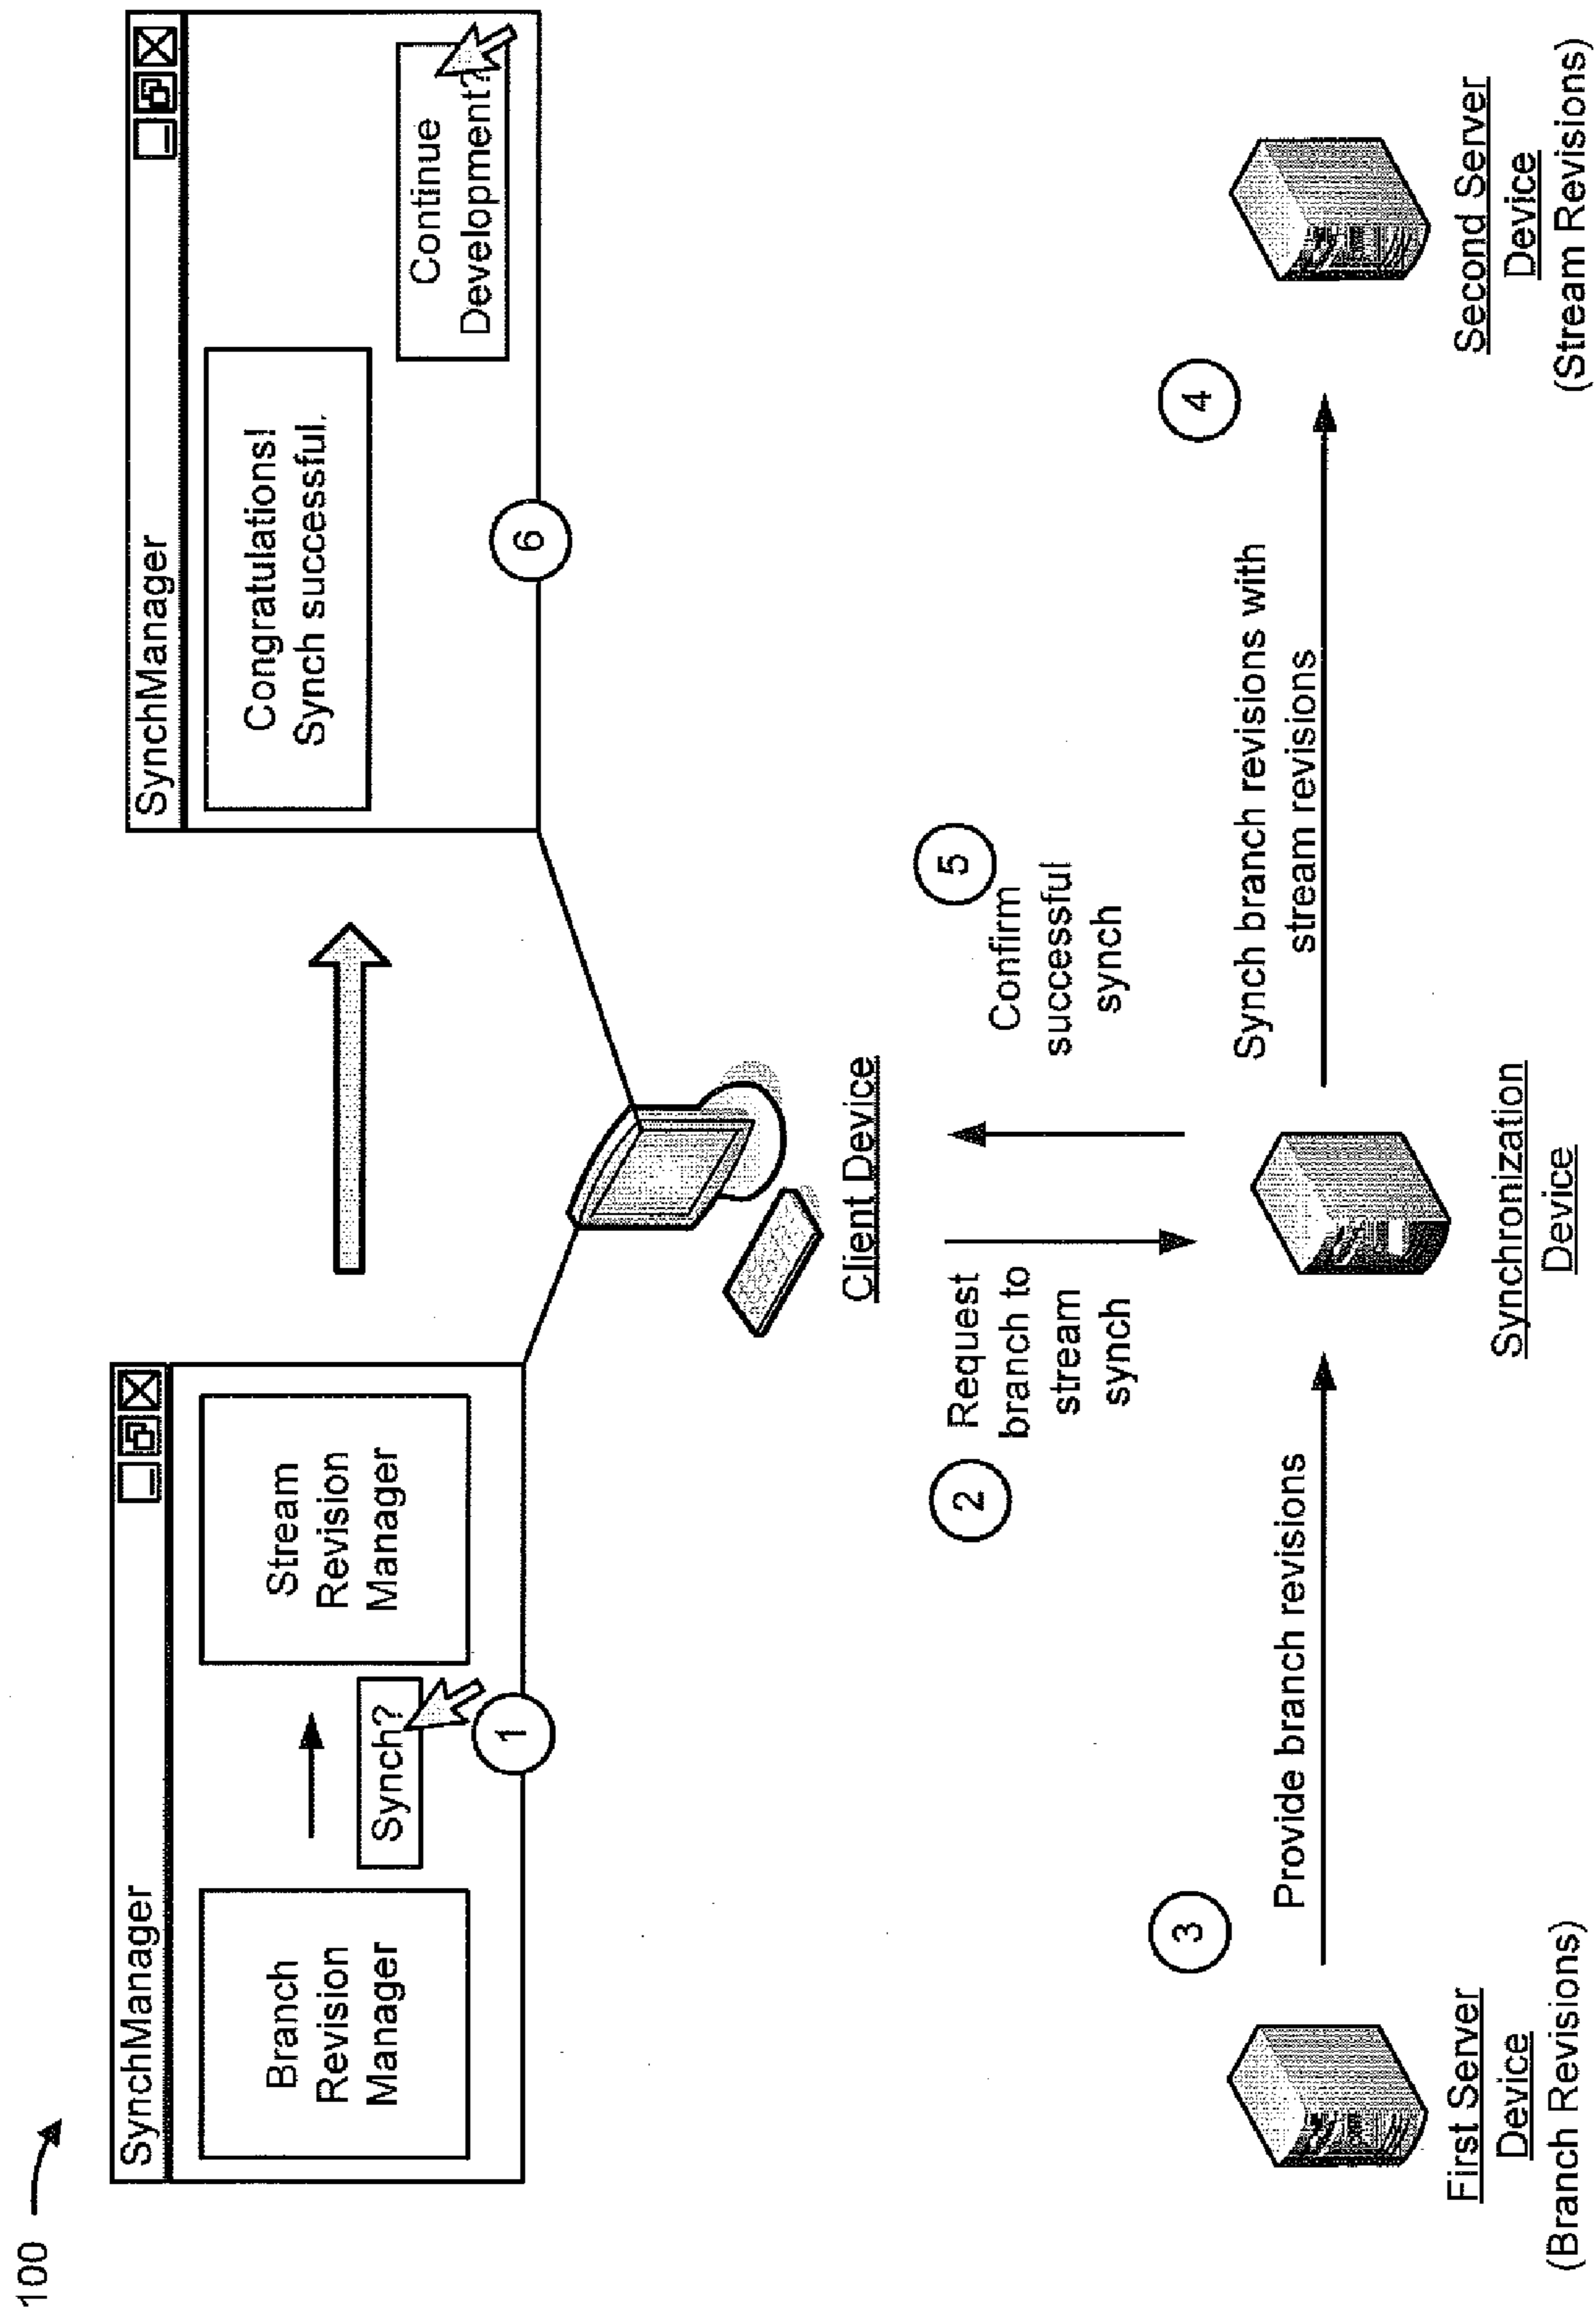 100
SynchManager
Branch
Revision
Manager
Synch?
Stream
Revision
Manager
1
SynchManager
Congratulations!
Synch successful.
Continue
Development?
6
Client Device
2
Request
branch to
stream
synch
5
Confirm
successful
synch
3
Provide branch revisions
4
Synch branch revisions with
stream revisions
First Server
Device
(Branch Revisions)
Synchronization
Device
Second Server
Device
(Stream Revisions)